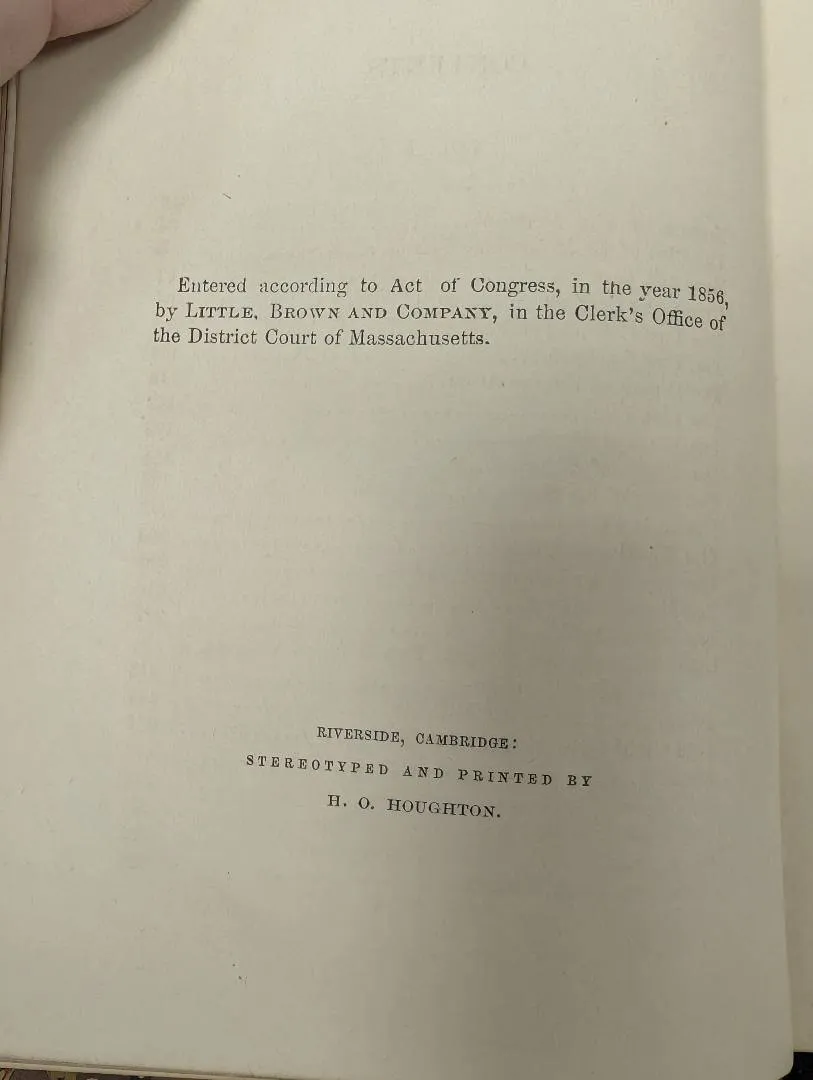 Entered according to Act of Congress, in the year 1856,
by LITTLE, BROWN AND COMPANY, in the Clerk's Office of
the District Court of Massachusetts.
RIVERSIDE, CAMBRIDGE:
STEREOTYPED AND PRINTED BY
H. O. HOUGHTON.